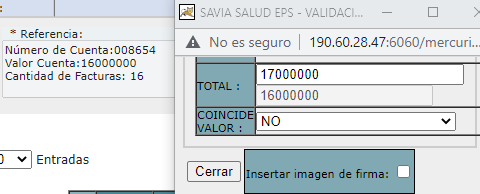 * Referencia:
Número de Cuenta:008654
Valor Cuenta:16000000
Cantidad de Facturas: 16
0 Entradas
SAVIA SALUD EPS - VALIDACI...
No es seguro 190.60.28.47:6060/mercuri...
TOTAL :
17000000
16000000
COINCIDE VALOR :
NO
Cerrar
Insertar imagen de firma: